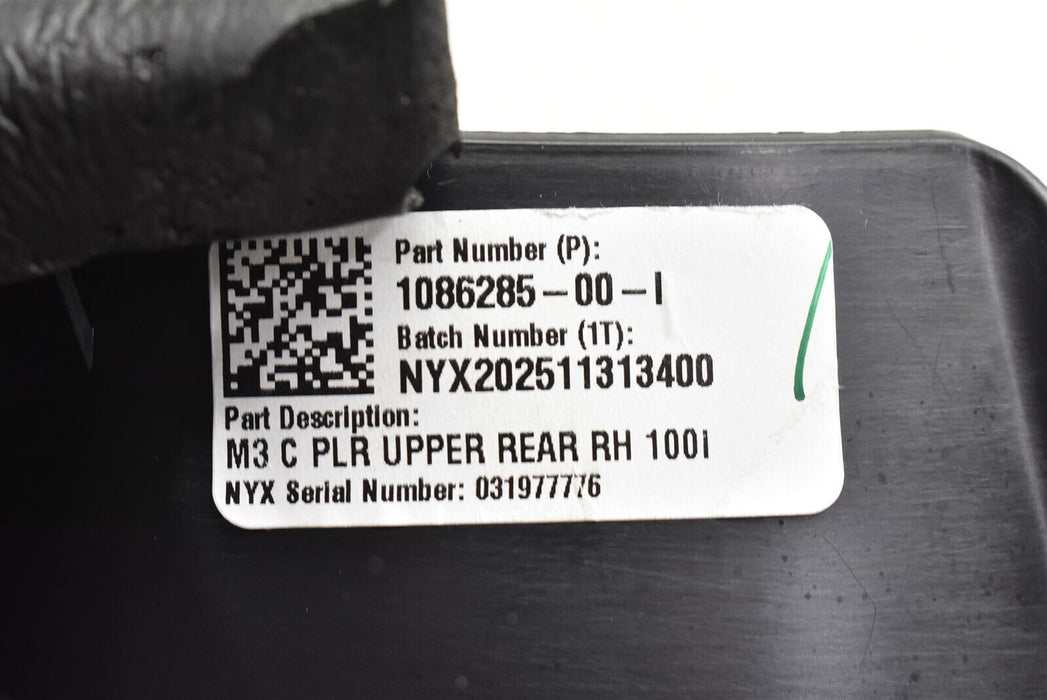 Part Number (P):
1086285-00-I
Batch Number (1T):
NYX202511313400
Part Description:
M3 C PLR UPPER REAR RH 100i
NYX Serial Number: 031977776